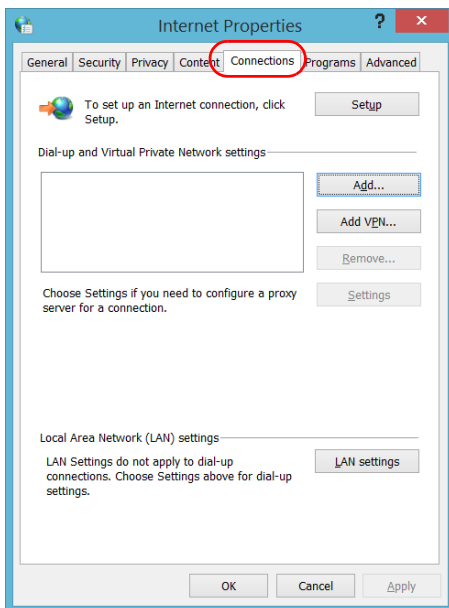 Internet Properties ? ×
General Security Privacy Content Connections Programs Advanced
To set up an Internet connection, click
Setup.
Setup
Dial-up and Virtual Private Network settings
Add...
Add VPN...
Remove...
Choose Settings if you need to configure a proxy
server for a connection.
Settings
Local Area Network (LAN) settings
LAN Settings do not apply to dial-up
connections. Choose Settings above for dial-up
settings.
LAN settings
OK Cancel Apply